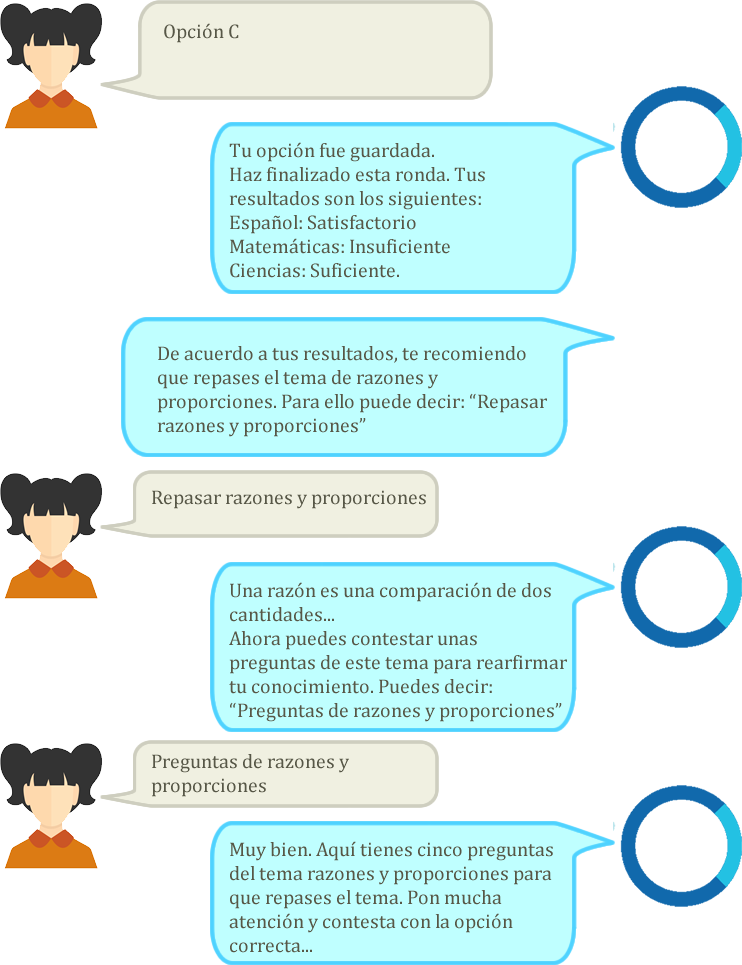 Opción C
Tu opción fue guardada.
Haz finalizado esta ronda. Tus
resultados son los siguientes:
Español: Satisfactorio
Matemáticas: Insuficiente
Ciencias: Suficiente.
De acuerdo a tus resultados, te recomiendo
que repases el tema de razones y
proporciones. Para ello puede decir: “Repasar
razones y proporciones”
Repasar razones y proporciones
Una razón es una comparación de dos
cantidades...
Ahora puedes contestar unas
preguntas de este tema para rearfirmar
tu conocimiento. Puedes decir:
“Preguntas de razones y proporciones”
Preguntas de razones y
proporciones
Muy bien. Aquí tienes cinco preguntas
del tema razones y proporciones para
que repases el tema. Pon mucha
atención y contesta con la opción
correcta...